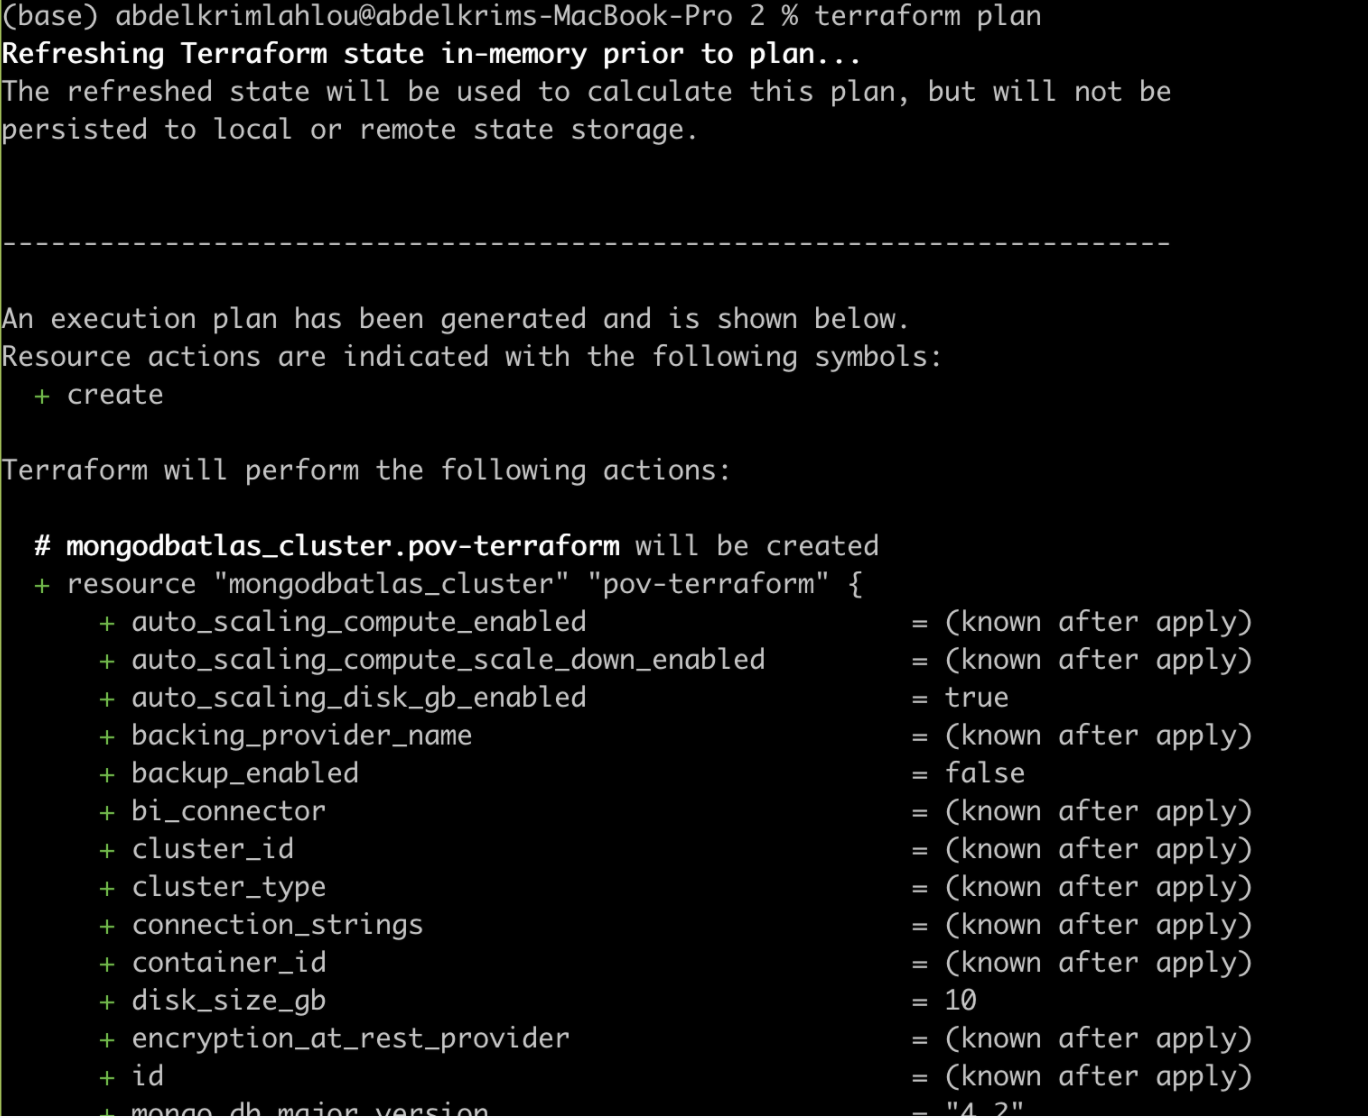 (base) abdelkrimlahlou@abdelkrims-MacBook-Pro 2 % terraform plan
Refreshing Terraform state in-memory prior to plan...
The refreshed state will be used to calculate this plan, but will not be
persisted to local or remote state storage.
------------------------------------------------------------------------
An execution plan has been generated and is shown below.
Resource actions are indicated with the following symbols:
  + create
Terraform will perform the following actions:
  # mongodbatlas_cluster.pov-terraform will be created
  + resource "mongodbatlas_cluster" "pov-terraform" {
      + auto_scaling_compute_enabled                    = (known after apply)
      + auto_scaling_compute_scale_down_enabled         = (known after apply)
      + auto_scaling_disk_gb_enabled                    = true
      + backing_provider_name                           = (known after apply)
      + backup_enabled                                  = false
      + bi_connector                                    = (known after apply)
      + cluster_id                                      = (known after apply)
      + cluster_type                                    = (known after apply)
      + connection_strings                              = (known after apply)
      + container_id                                    = (known after apply)
      + disk_size_gb                                    = 10
      + encryption_at_rest_provider                     = (known after apply)
      + id                                              = (known after apply)
      + mongo_db_major_version                          = "4.2"